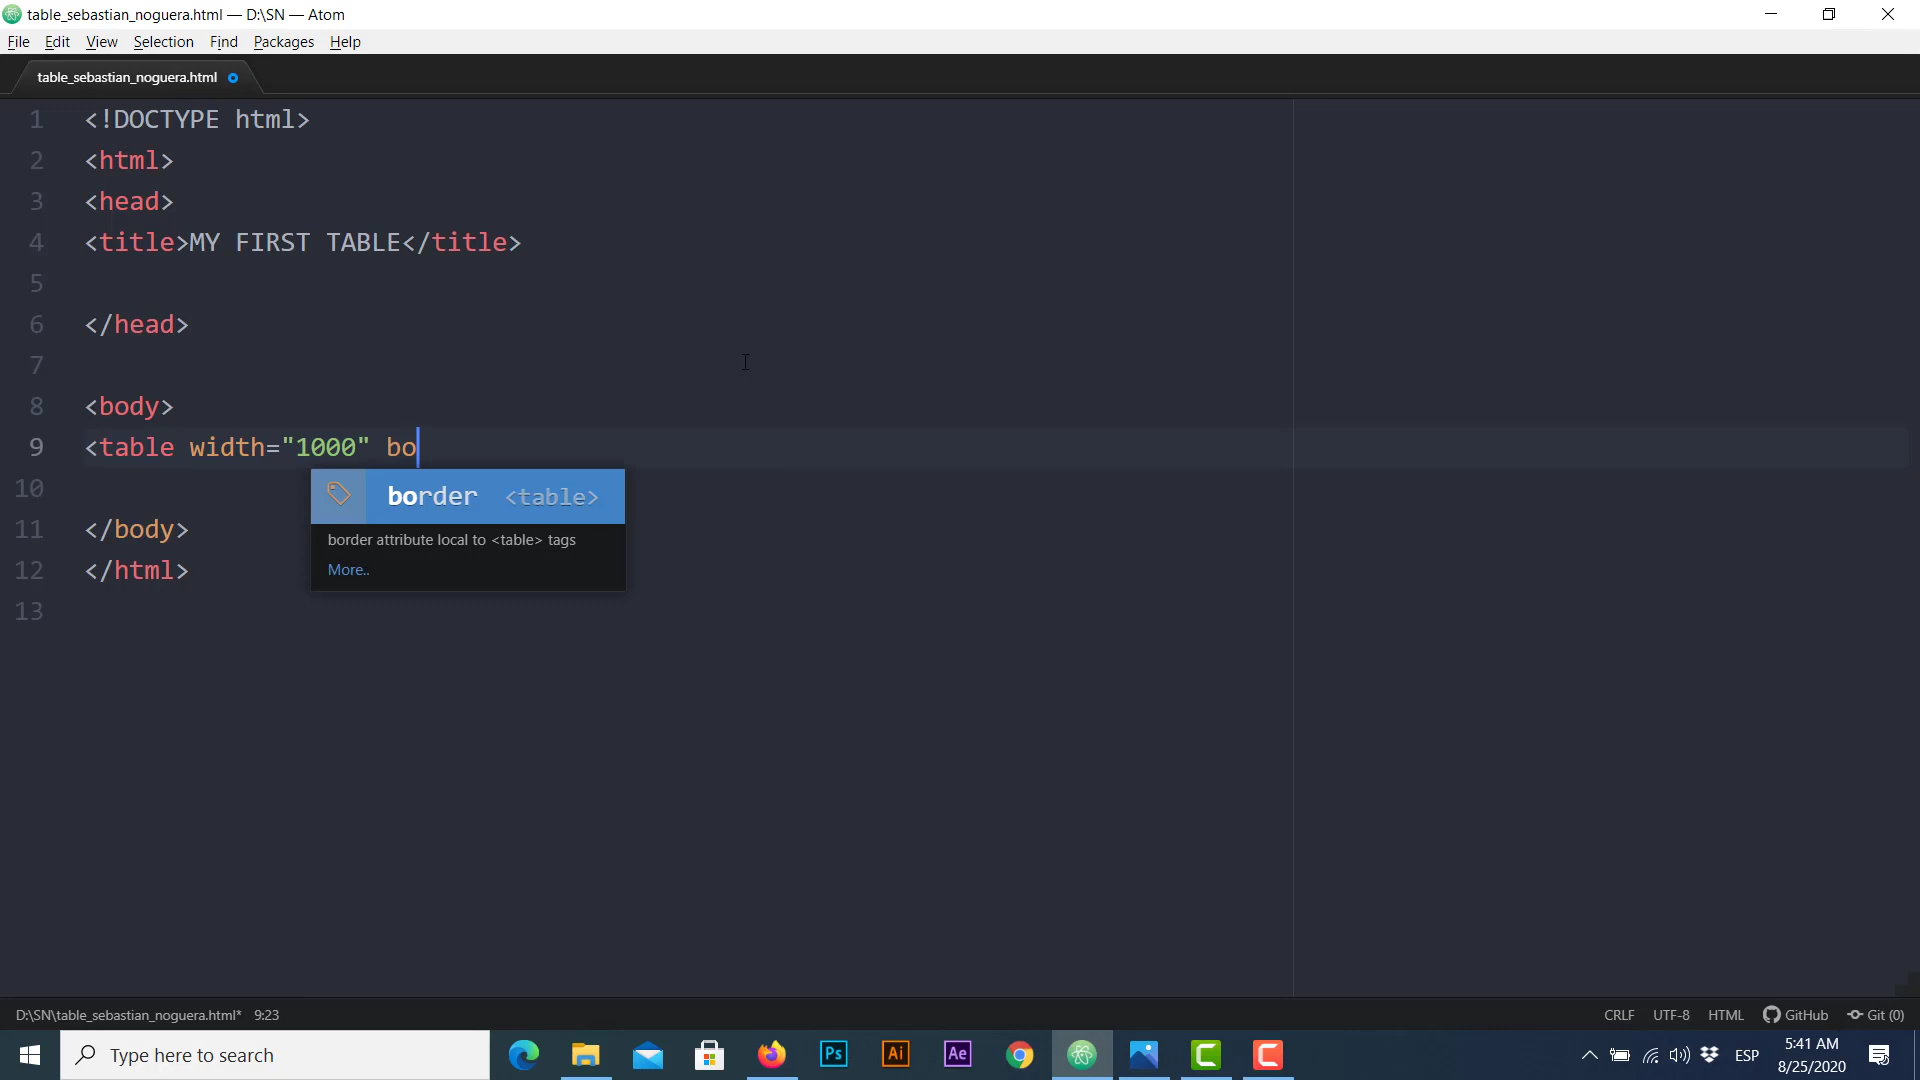 table_sebastian_noguera.html — D:\SN — Atom
File Edit View Selection Find Packages Help
table_sebastian_noguera.html
1 <!DOCTYPE html>
2 <html>
3 <head>
4 <title>MY FIRST TABLE</title>
5
6 </head>
7
8 <body>
9 <table width="1000" bo
10
border <table>
11 </body>
border attribute local to <table> tags
12 </html>
More..
13
D:\SN\table_sebastian_noguera.html* 9:23 CRLF UTF-8 HTML GitHub Git (0)
Type here to search
Ps Ai Ae
ESP
5:41 AM
8/25/2020